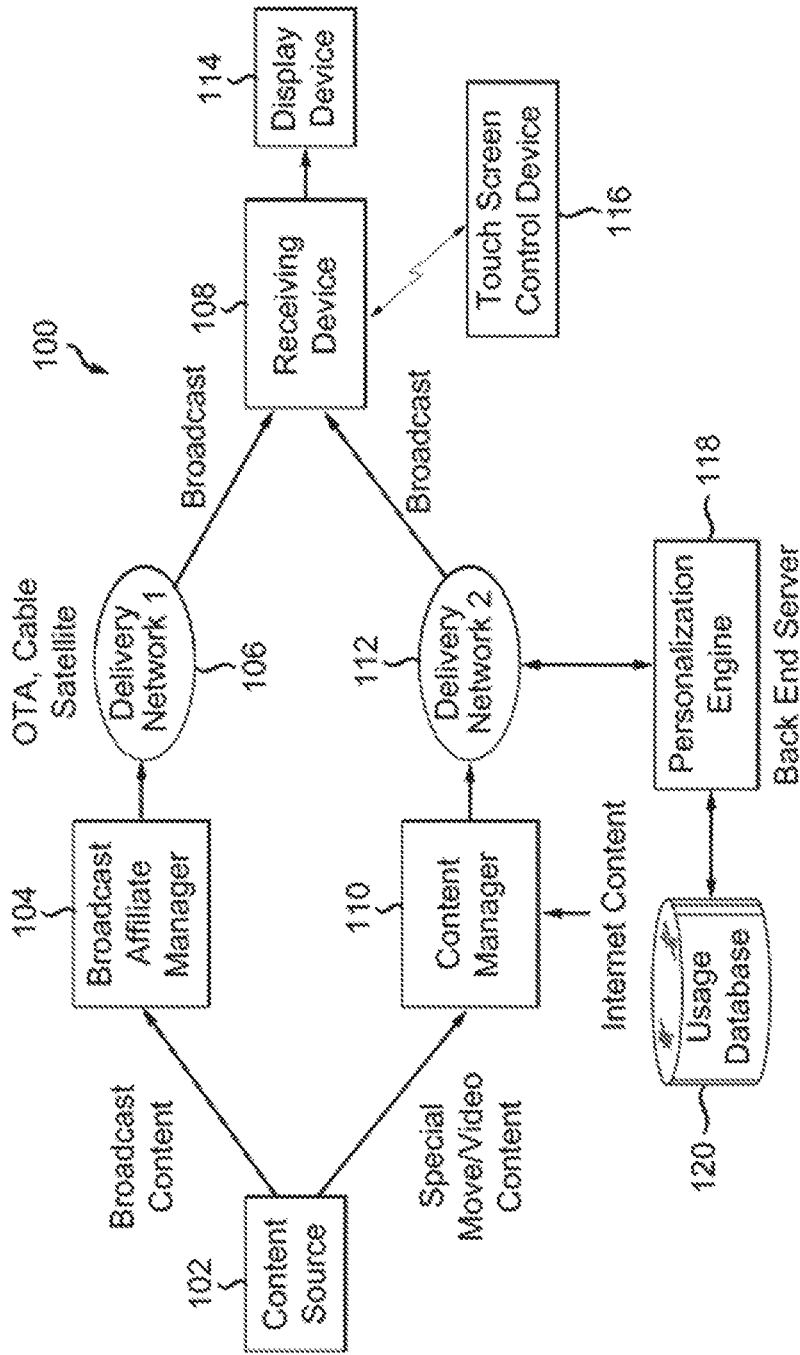 100
OTA, Cable
Satellite
104
Broadcast
Affiliate
Manager
Delivery
Network 1
106
Broadcast
108
Receiving
Device
114
Display
Device
Broadcast
Content
102
Content
Source
Special
Move/Video
Content
110
Content
Manager
112
Delivery
Network 2
Broadcast
Touch Screen
Control Device
116
Internet Content
Usage
Database
120
Personalization
Engine
118
Back End Server